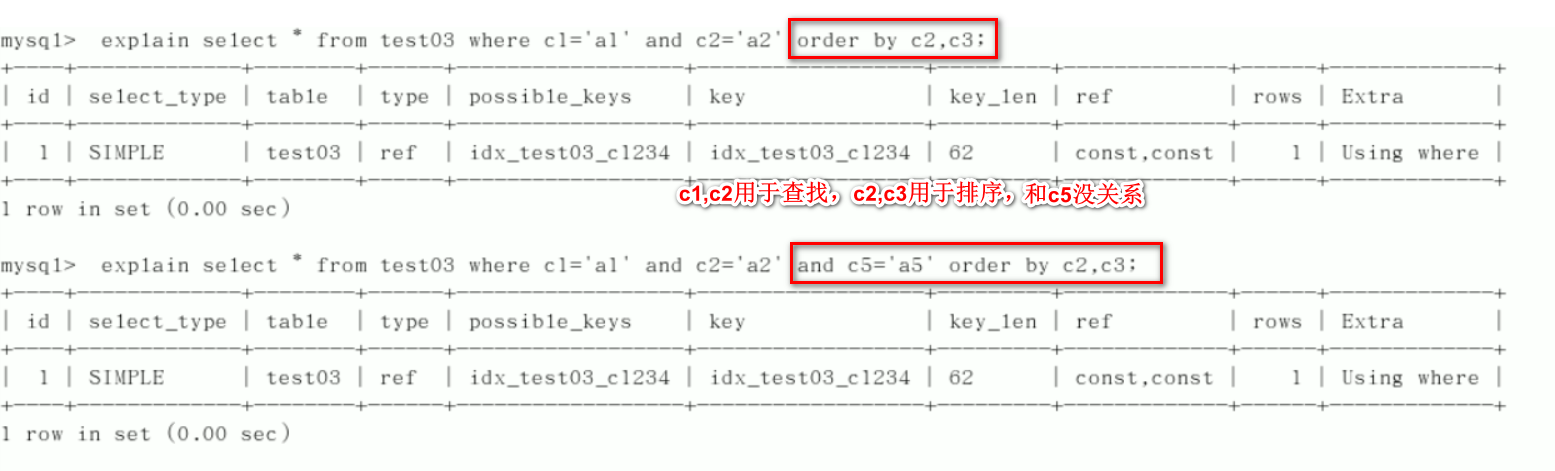 mysql>  explain select * from test03 where c1='a1' and c2='a2' order by c2,c3;
+----+-------------+--------+------+------------------+------------------+---------+-------------+------+-------------+
| id | select_type | table  | type | possible_keys    | key              | key_len | ref         | rows | Extra       |
+----+-------------+--------+------+------------------+------------------+---------+-------------+------+-------------+
|  1 | SIMPLE      | test03 | ref  | idx_test03_c1234 | idx_test03_c1234 | 62      | const,const |    1 | Using where |
+----+-------------+--------+------+------------------+------------------+---------+-------------+------+-------------+
c1,c2用于查找，c2,c3用于排序，和c5没关系
1 row in set (0.00 sec)
mysql>  explain select * from test03 where c1='a1' and c2='a2' and c5='a5' order by c2,c3;
+----+-------------+--------+------+------------------+------------------+---------+-------------+------+-------------+
| id | select_type | table  | type | possible_keys    | key              | key_len | ref         | rows | Extra       |
+----+-------------+--------+------+------------------+------------------+---------+-------------+------+-------------+
|  1 | SIMPLE      | test03 | ref  | idx_test03_c1234 | idx_test03_c1234 | 62      | const,const |    1 | Using where |
+----+-------------+--------+------+------------------+------------------+---------+-------------+------+-------------+
1 row in set (0.00 sec)